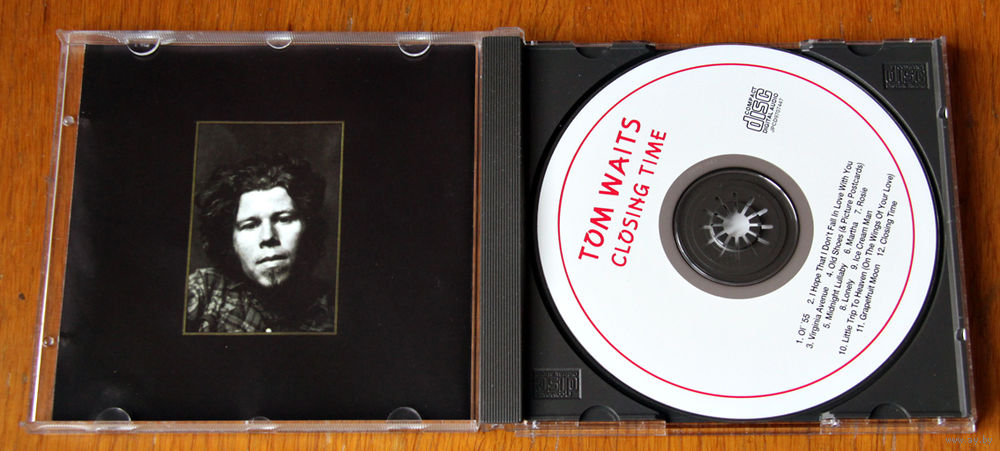 TOM WAITS
CLOSING TIME
COMPACT
disc
DIGITAL AUDIO
1. Ol' '55 2. I Hope That I Don't Fall In Love With You
3. Virginia Avenue 4. Old Shoes (& Picture Postcards)
5. Midnight Lullaby 6. Martha 7. Rosie
8. Lonely 9. Ice Cream Man
10. Little Trip To Heaven (On The Wings Of Your Love)
11. Grapefruit Moon 12. Closing Time
disc
disc